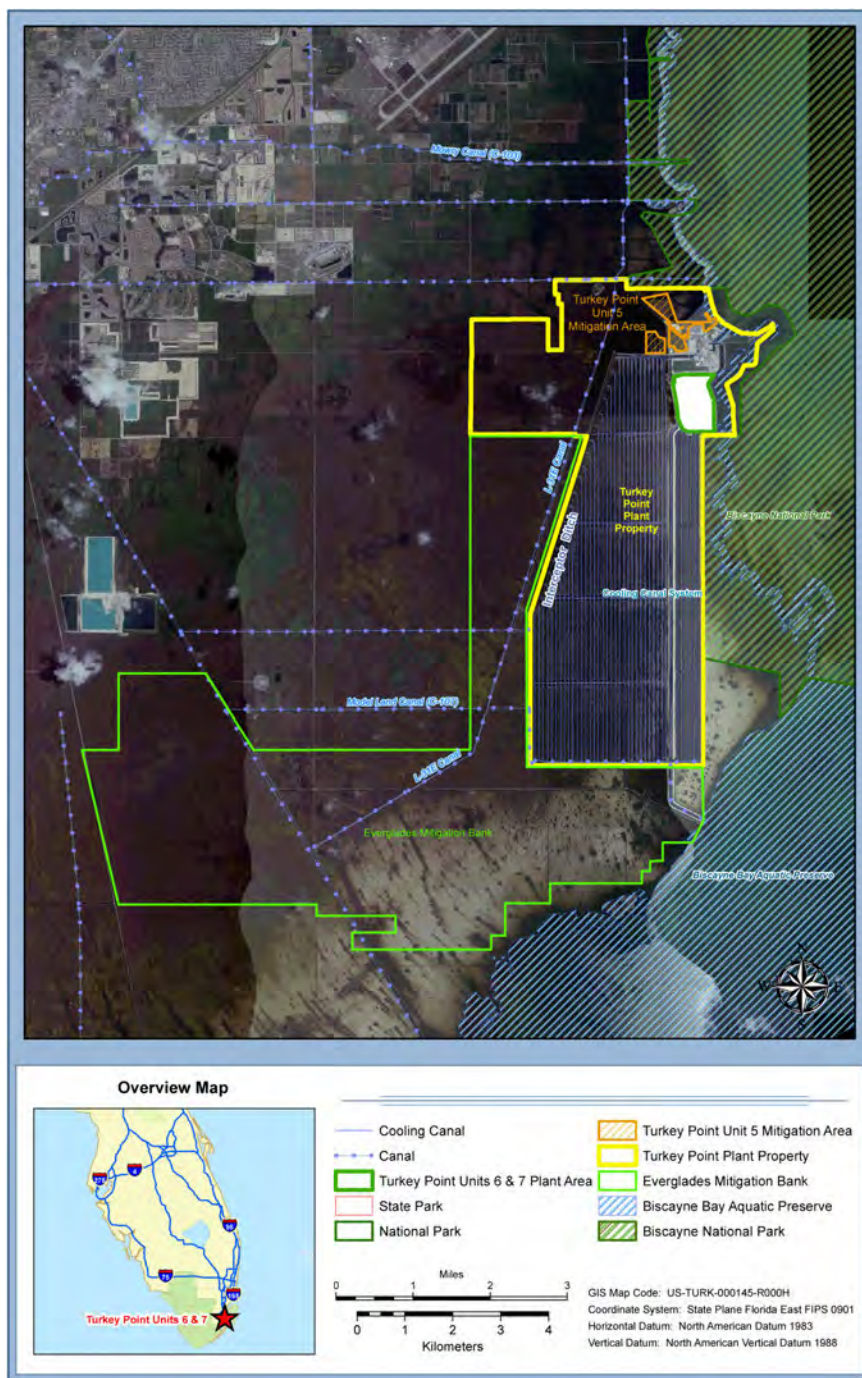 Mowry Canal (C-103)
Turkey Point
Unit 5
Mitigation Area
L-31E Canal
Interceptor Ditch
Turkey
Point
Plant
Property
Biscayne National Park
Cooling Canal System
Model Land Canal (C-107)
L-31E Canal
Everglades Mitigation Bank
Biscayne Bay Aquatic Preserve
W E
Overview Map
275
4
95
75
195
Turkey Point Units 6 & 7
Cooling Canal
Canal
Turkey Point Units 6 & 7 Plant Area
State Park
National Park
Turkey Point Unit 5 Mitigation Area
Turkey Point Plant Property
Everglades Mitigation Bank
Biscayne Bay Aquatic Preserve
Biscayne National Park
Miles
0 1 2 3
0 1 2 3 4
Kilometers
GIS Map Code: US-TURK-000145-R000H
Coordinate System: State Plane Florida East FIPS 0901
Horizontal Datum: North American Datum 1983
Vertical Datum: North American Vertical Datum 1988